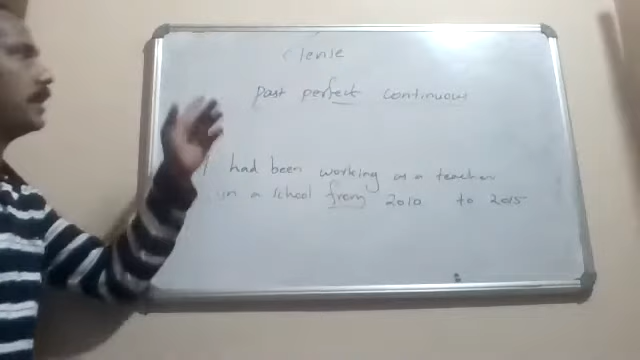 past perfect continuous
I had been working as a teacher
in a school from 2010 to 2015